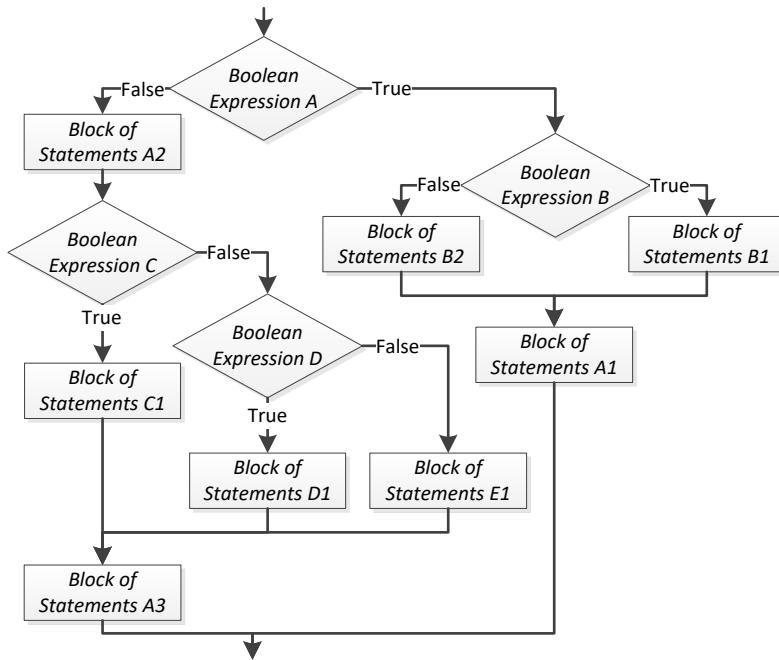 Boolean
Expression A
False
True
Block of
Statements A2
Boolean
Expression B
False
True
Block of
Statements B2
Block of
Statements B1
Boolean
Expression C
False
True
Boolean
Expression D
False
True
Block of
Statements A1
Block of
Statements C1
Block of
Statements D1
Block of
Statements E1
Block of
Statements A3